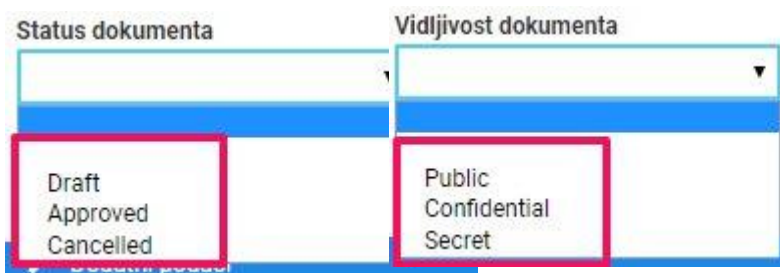 Status dokumenta
Draft
Approved
Cancelled
Vidljivost dokumenta
Public
Confidential
Secret